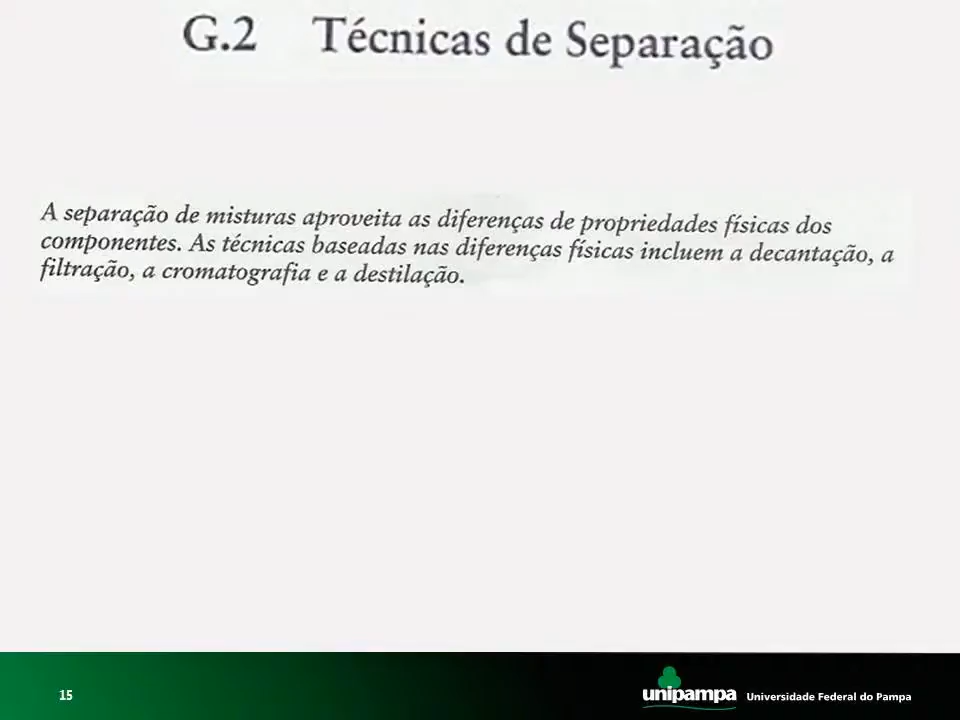 G.2 Técnicas de Separação
A separação de misturas aproveita as diferenças de propriedades físicas dos
componentes. As técnicas baseadas nas diferenças físicas incluem a decantação, a
filtração, a cromatografia e a destilação.
15
unipampa Universidade Federal do Pampa